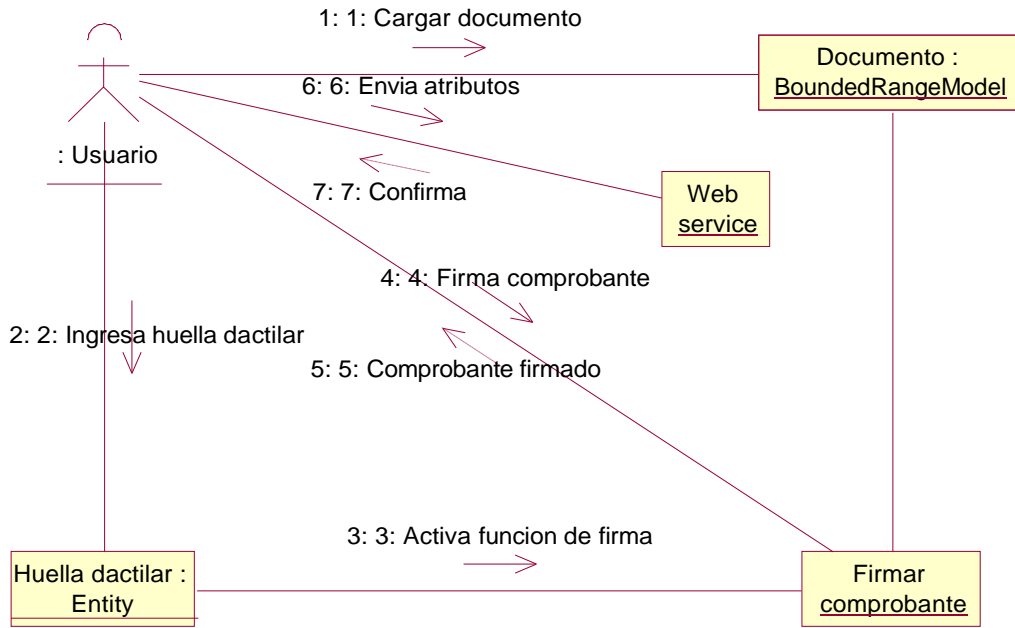 1: 1: Cargar documento
Documento :
BoundedRangeModel
6: 6: Envia atributos
: Usuario
7: 7: Confirma
Web
service
4: 4: Firma comprobante
2: 2: Ingresa huella dactilar
5: 5: Comprobante firmado
3: 3: Activa funcion de firma
Huella dactilar :
Entity
Firmar
comprobante